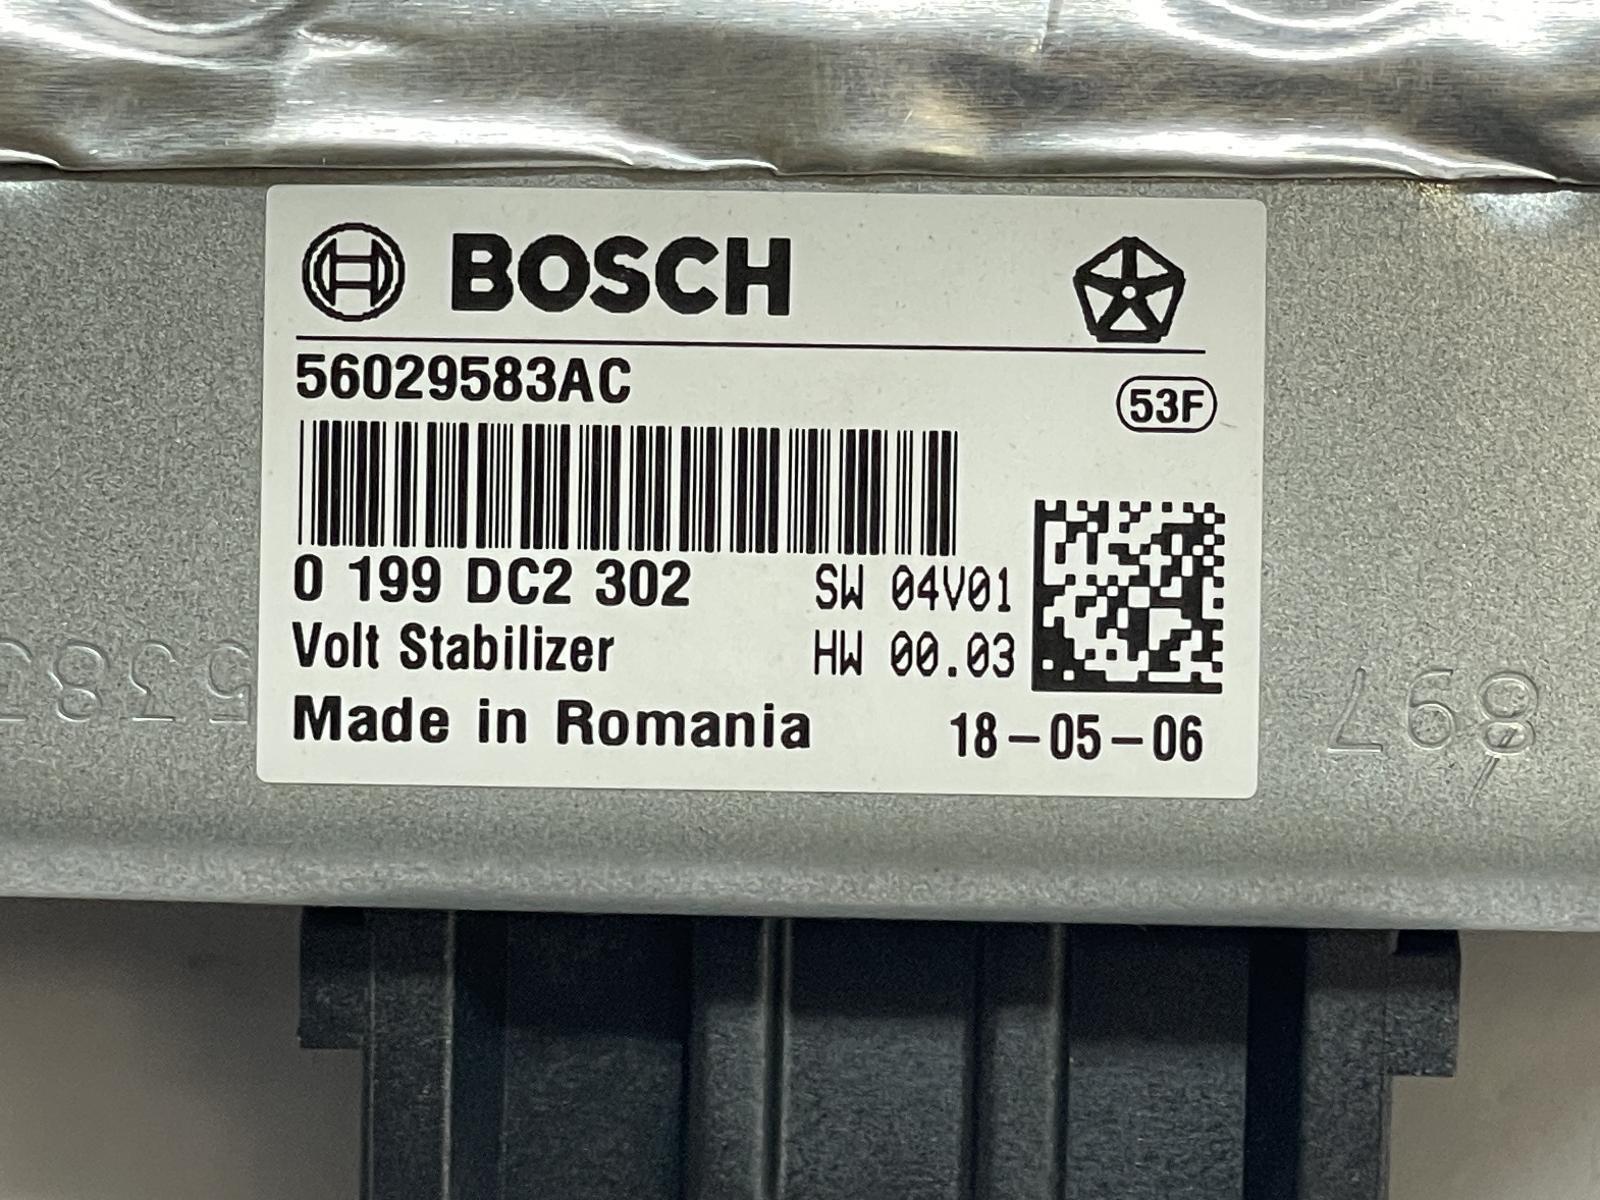 BOSCH
56029583AC
53F
0 199 DC2 302 SW 04V01
Volt Stabilizer HW 00.03
Made in Romania 18-05-06
897